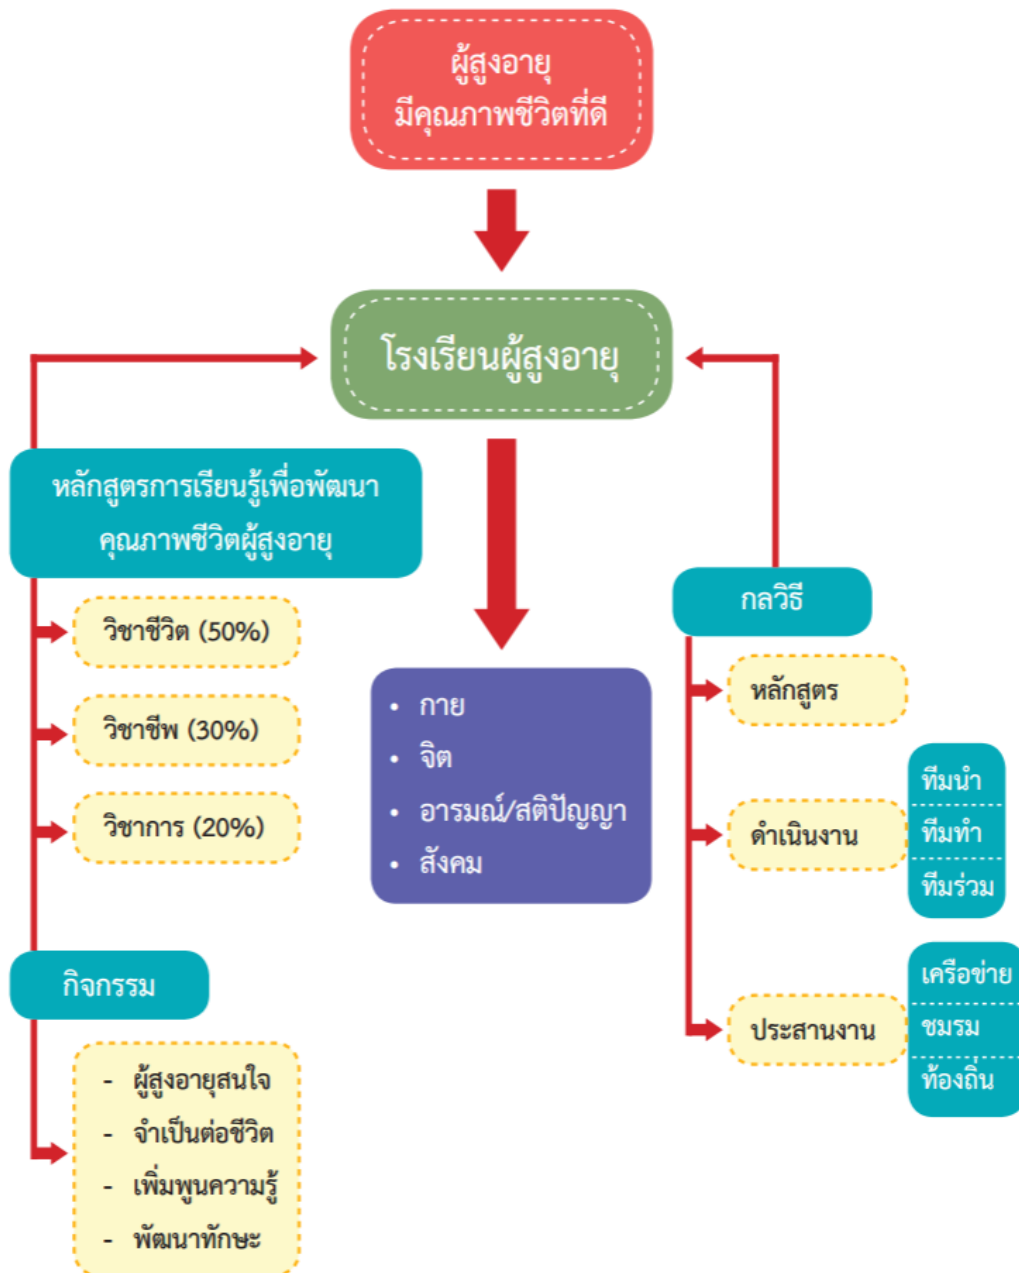 ผู้สูงอายุ
มีคุณภาพชีวิตที่ดี
โรงเรียนผู้สูงอายุ
หลักสูตรการเรียนรู้เพื่อพัฒนา
คุณภาพชีวิตผู้สูงอายุ
วิชาชีวิต (50%)
วิชาชีพ (30%)
วิชาการ (20%)
กิจกรรม
- ผู้สูงอายุสนใจ
- จำเป็นต่อชีวิต
- เพิ่มพูนความรู้
- พัฒนาทักษะ
• กาย
• จิต
• อารมณ์/สติปัญญา
• สังคม
กลวิธี
หลักสูตร
ดำเนินงาน
ทีมนำ
ทีมทำ
ทีมร่วม
ประสานงาน
เครือข่าย
ชมรม
ท้องถิ่น